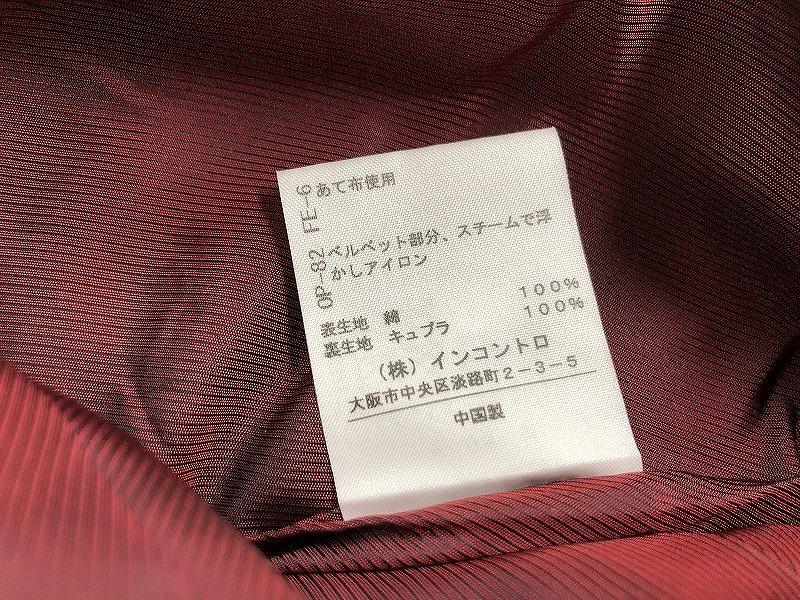 FE-6
あて布使用
OP-82
ベルベット部分、スチームで浮
かしアイロン
表生地 綿 100%
裏生地 キュプラ 100%
(株)インコントロ
大阪市中央区淡路町2-3-5
中国製